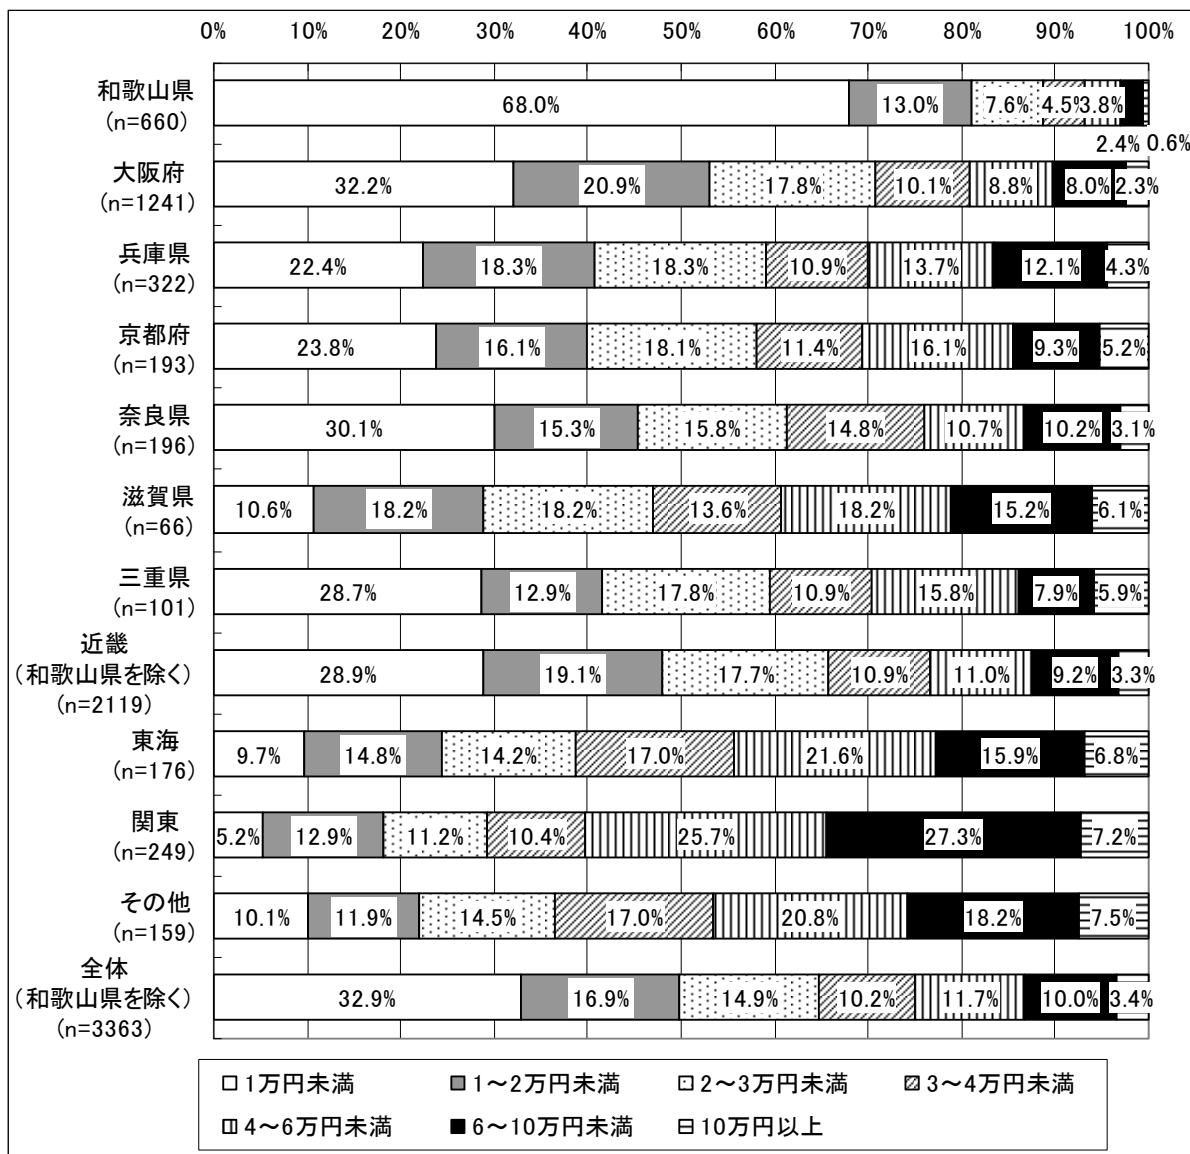 0% 10% 20% 30% 40% 50% 60% 70% 80% 90% 100%
和歌山県
(n=660)
68.0% 13.0% 7.6% 4.5% 3.8%
2.4% 0.6%
大阪府
(n=1241)
32.2% 20.9% 17.8% 10.1% 8.8% 8.0% 2.3%
兵庫県
(n=322)
22.4% 18.3% 18.3% 10.9% 13.7% 12.1% 4.3%
京都府
(n=193)
23.8% 16.1% 18.1% 11.4% 16.1% 9.3% 5.2%
奈良県
(n=196)
30.1% 15.3% 15.8% 14.8% 10.7% 10.2% 3.1%
滋賀県
(n=66)
10.6% 18.2% 18.2% 13.6% 18.2% 15.2% 6.1%
三重県
(n=101)
28.7% 12.9% 17.8% 10.9% 15.8% 7.9% 5.9%
近畿
(和歌山県を除く)
(n=2119)
28.9% 19.1% 17.7% 10.9% 11.0% 9.2% 3.3%
東海
(n=176)
9.7% 14.8% 14.2% 17.0% 21.6% 15.9% 6.8%
関東
(n=249)
5.2% 12.9% 11.2% 10.4% 25.7% 27.3% 7.2%
その他
(n=159)
10.1% 11.9% 14.5% 17.0% 20.8% 18.2% 7.5%
全体
(和歌山県を除く)
(n=3363)
32.9% 16.9% 14.9% 10.2% 11.7% 10.0% 3.4%
1万円未満 1～2万円未満 2～3万円未満 3～4万円未満
4～6万円未満 6～10万円未満 10万円以上